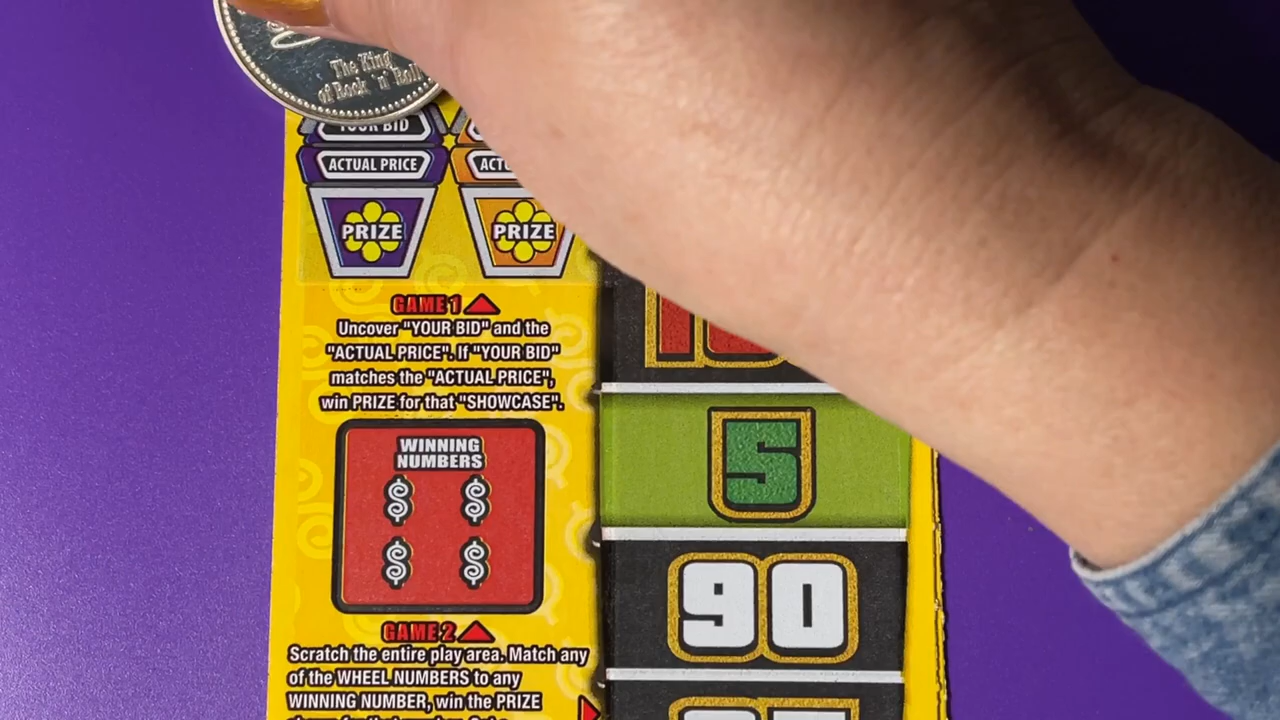 The King
of Rock 'n' Roll
YOUR BID
ACTUAL PRICE
PRIZE
PRIZE
GAME 1
Uncover "YOUR BID" and the
"ACTUAL PRICE". If "YOUR BID"
matches the "ACTUAL PRICE",
win PRIZE for that "SHOWCASE".
WINNING
NUMBERS
$ $
$ $
GAME 2
Scratch the entire play area. Match any
of the WHEEL NUMBERS to any
WINNING NUMBER, win the PRIZE
5
90